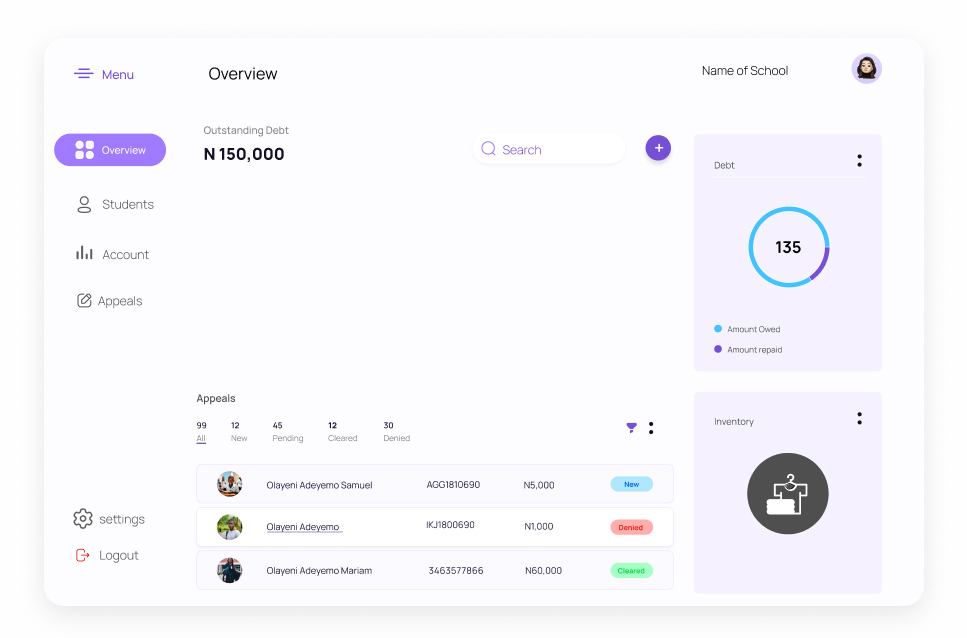 Menu
Overview
Name of School
Outstanding Debt
N 150,000
Search
+
Overview
Students
Account
Appeals
settings
Logout
Debt
135
Amount Owed
Amount repaid
Appeals
99 12 45 12 30
All New Pending Cleared Denied
Olayeni Adeyemo Samuel AGG1810690 N5,000 New
Olayeni Adeyemo IKJ1800690 N1,000 Denied
Olayeni Adeyemo Mariam 3463577866 N60,000 Cleared
Inventory